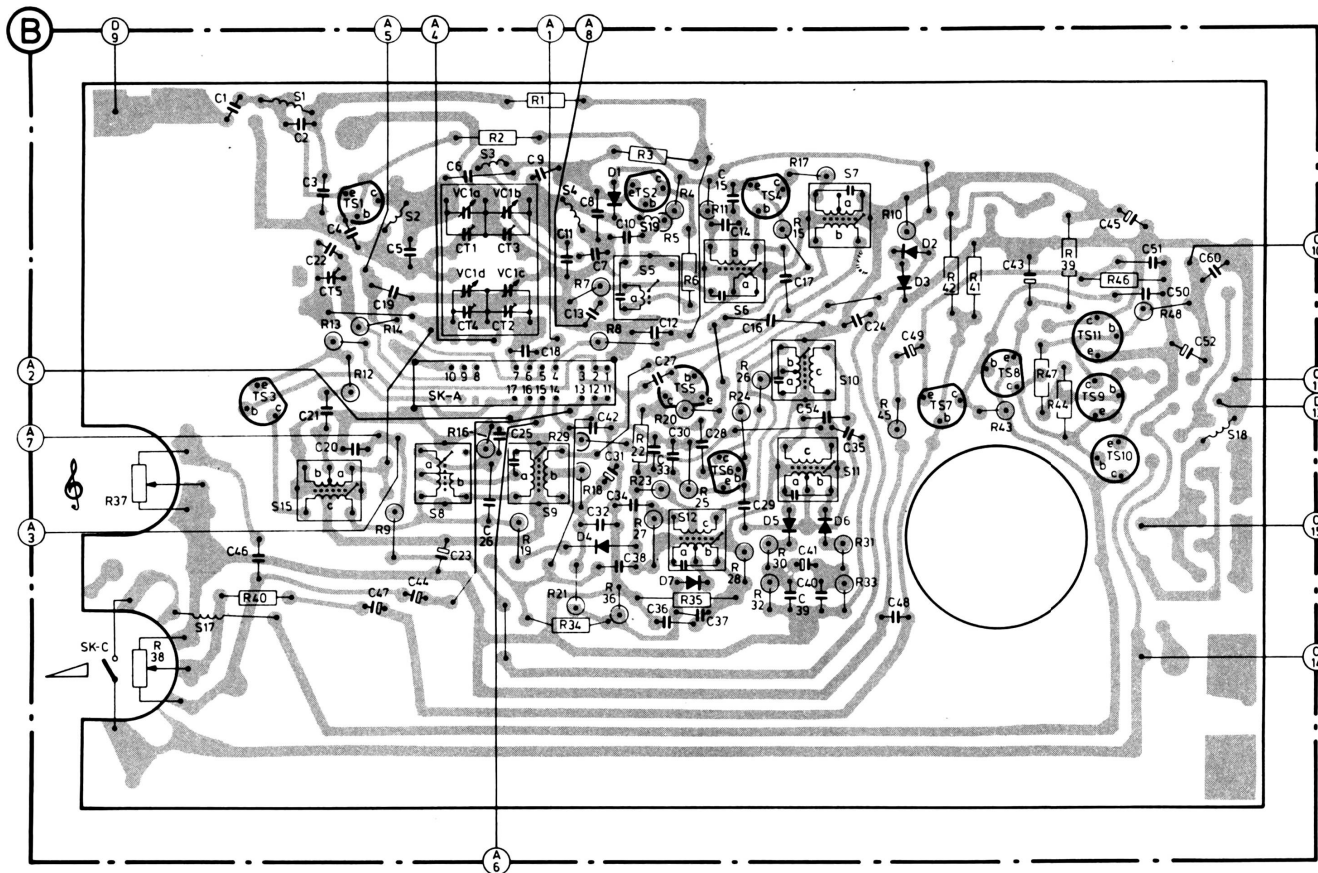 B
D 9
A 5
A 4
A 1
A 8
C1
S1
C2
R1
R2
R3
C6
S3
C9
D1
TS2
e
c
b
R4
C 15
TS4
e
c
b
R17
S7
a
b
C3
TS1
e
c
b
S2
VC1a
VC1b
CT1
CT3
S4
C8
C10
S19
R5
R11
C14
R 15
R10
D2
C45
C4
C22
CT5
C5
C11
C7
S5
a
R6
b
a
C17
D3
R 42
R 41
C43
R 39
R46
C51
C60
C 10
C19
VC1d
VC1c
CT4
CT2
R7
C13
S6
C16
C24
C50
R48
R13
R14
R8
C12
C49
TS11
c
b
e
C52
C18
R12
A 2
10 9 8
7 6 5 4
3 2 1
17 16 15 14
13 12 11
SK-A
C27
TS5
b
c
e
R 26
b
a
c
S10
TS8
b
e
c
R47
R44
TS9
c
e
b
TS3
e
b
c
C21
R20
R 24
C54
R 45
TS7
e
c
b
R43
A 7
C20
R16
C25
R29
C42
R 22
C 33
C30
C28
C35
S18
R37
S15
b
a
c
S8
a
b
S9
a
b
R18
C31
R23
TS6
c
b
e
S11
c
b
a
TS10
b
e
c
A 3
R9
C 26
R 19
C34
C32
R 27
R 25
S12
c
a
b
C29
D5
D6
C46
C23
D4
C38
R 28
R 30
C41
R31
R40
C47
C44
R21
R 36
D7
R35
R 32
C 39
C40
R33
S17
R34
C36
C37
C48
SK-C
R 38
C 14
A 6